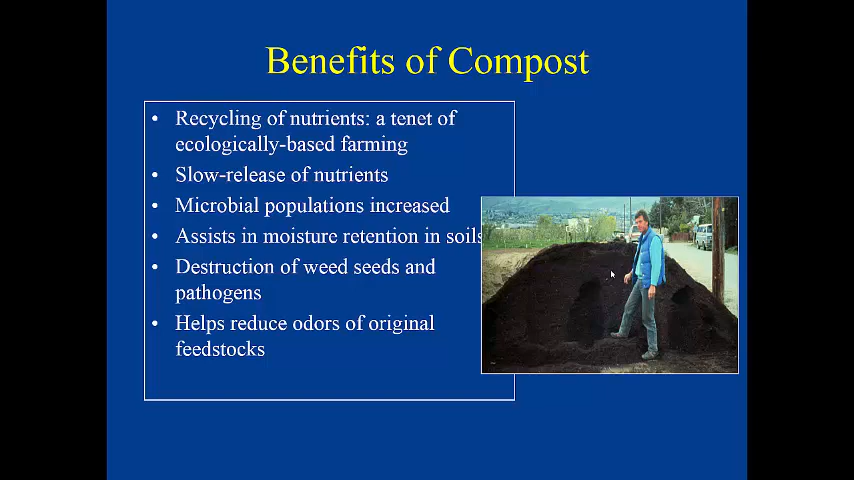 Benefits of Compost
• Recycling of nutrients: a tenet of
ecologically-based farming
• Slow-release of nutrients
• Microbial populations increased
• Assists in moisture retention in soils
• Destruction of weed seeds and
pathogens
• Helps reduce odors of original
feedstocks